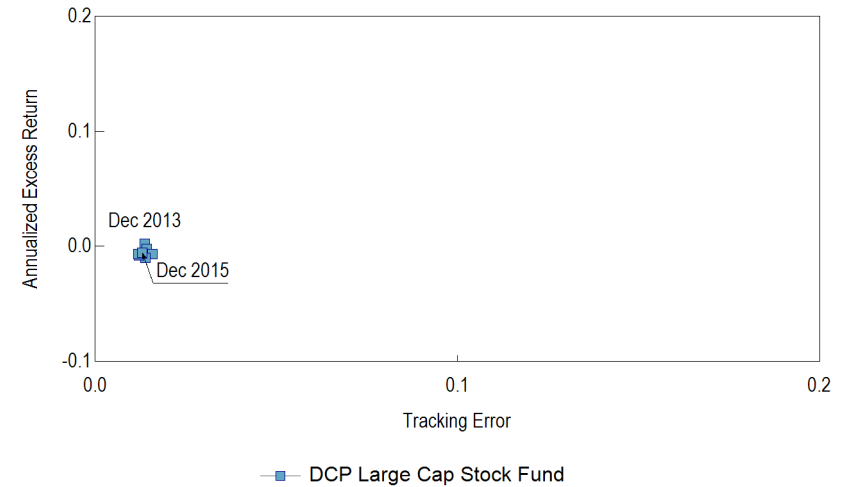 0.2
0.1
Annualized Excess Return
Dec 2013
0.0
Dec 2015
-0.1
0.0
0.1
0.2
Tracking Error
DCP Large Cap Stock Fund